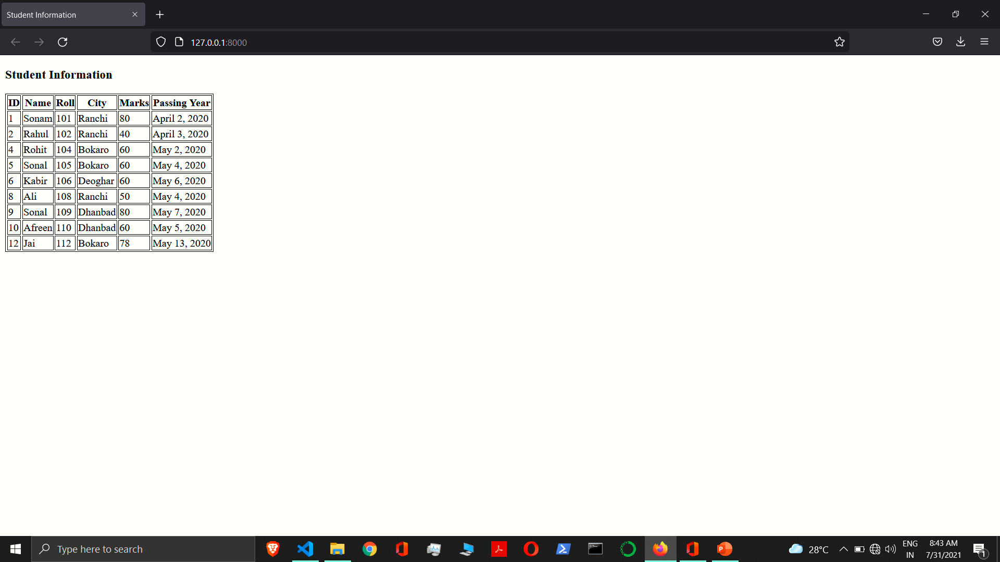 Student Information
127.0.0.1:8000
Student Information
ID Name Roll City Marks Passing Year
1 Sonam 101 Ranchi 80 April 2, 2020
2 Rahul 102 Ranchi 40 April 3, 2020
4 Rohit 104 Bokaro 60 May 2, 2020
5 Sonal 105 Bokaro 60 May 4, 2020
6 Kabir 106 Deoghar 60 May 6, 2020
8 Ali 108 Ranchi 50 May 4, 2020
9 Sonal 109 Dhanbad 80 May 7, 2020
10 Afreen 110 Dhanbad 60 May 5, 2020
12 Jai 112 Bokaro 78 May 13, 2020
Type here to search
28°C
ENG
IN
8:43 AM
7/31/2021
1